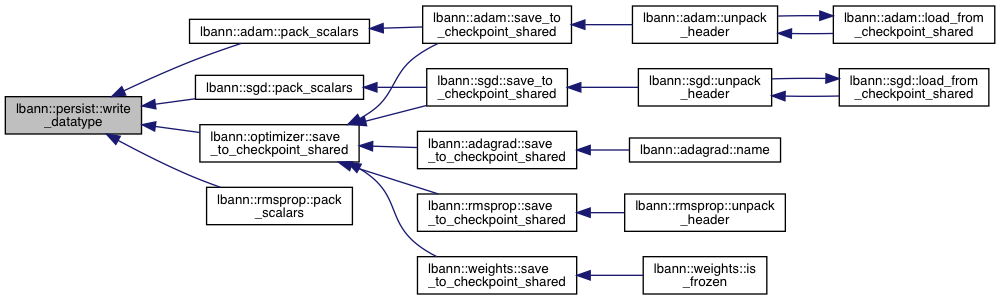 lbann::persist::write
_datatype
lbann::adam::pack_scalars
lbann::sgd::pack_scalars
lbann::optimizer::save
_to_checkpoint_shared
lbann::rmsprop::pack
_scalars
lbann::adam::save_to
_checkpoint_shared
lbann::sgd::save_to
_checkpoint_shared
lbann::adagrad::save
_to_checkpoint_shared
lbann::rmsprop::save
_to_checkpoint_shared
lbann::weights::save
_to_checkpoint_shared
lbann::adam::unpack
_header
lbann::sgd::unpack
_header
lbann::adagrad::name
lbann::rmsprop::unpack
_header
lbann::weights::is
_frozen
lbann::adam::load_from
_checkpoint_shared
lbann::sgd::load_from
_checkpoint_shared